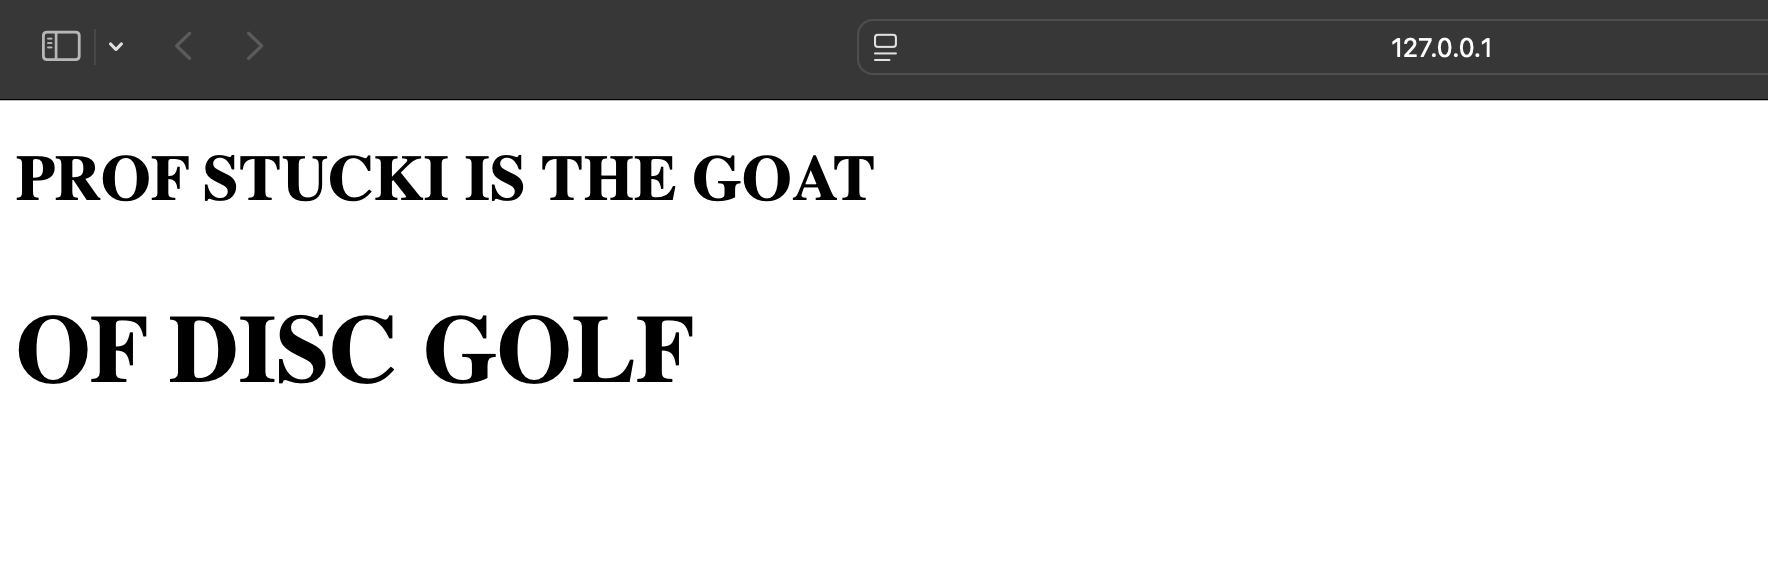 127.0.0.1
PROF STUCKI IS THE GOAT
OF DISC GOLF